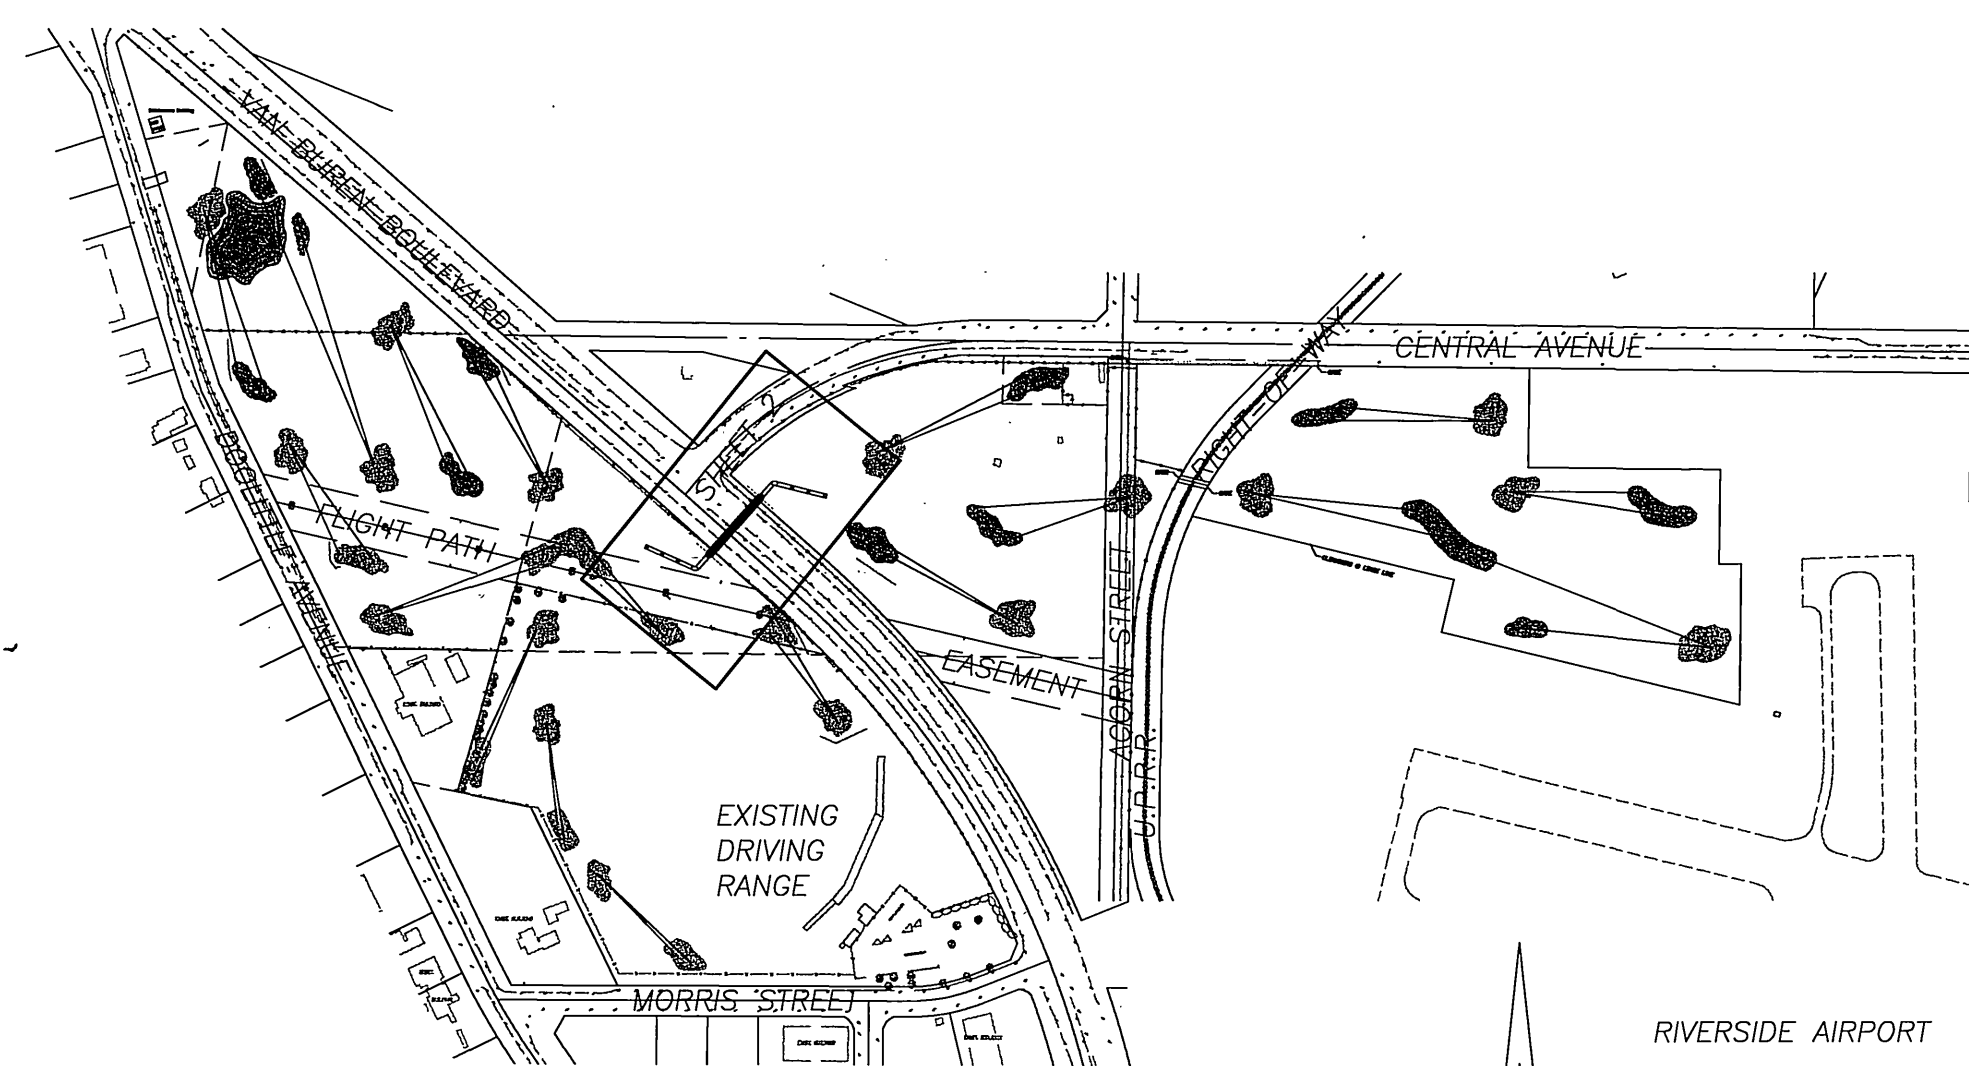 VAN BUREN BOULEVARD
STREET 2
RIGHT-OF-WAY
CENTRAL AVENUE
DOOLITTLE AVENUE
FLIGHT PATH
EASEMENT
ACORN STREET
U.P.R.R.
EXISTING
DRIVING
RANGE
MORRIS STREET
RIVERSIDE AIRPORT